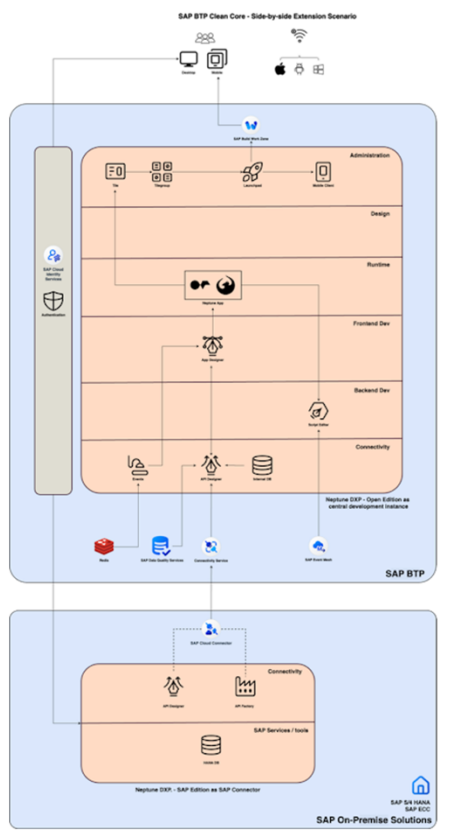 SAP BTP Clean Core - Side-by-side Extension Scenario
Desktop
Mobile
SAP Build Work Zone
Administration
Tile
Tilegroup
Launchpad
Mobile Client
Design
SAP Cloud
Identity
Services
Authentication
Runtime
Neptune App
Frontend Dev
App Designer
Backend Dev
Script Editor
Connectivity
Events
API Designer
Internal DB
Neptune DXP - Open Edition as
central development instance
Redis
SAP Data Quality Services
Connectivity Service
SAP Event Mesh
SAP BTP
SAP Cloud Connector
Connectivity
API Designer
API Factory
SAP Services / tools
HANA DB
Neptune DXP. - SAP Edition as SAP Connector
SAP S/4 HANA
SAP ECC
SAP On-Premise Solutions